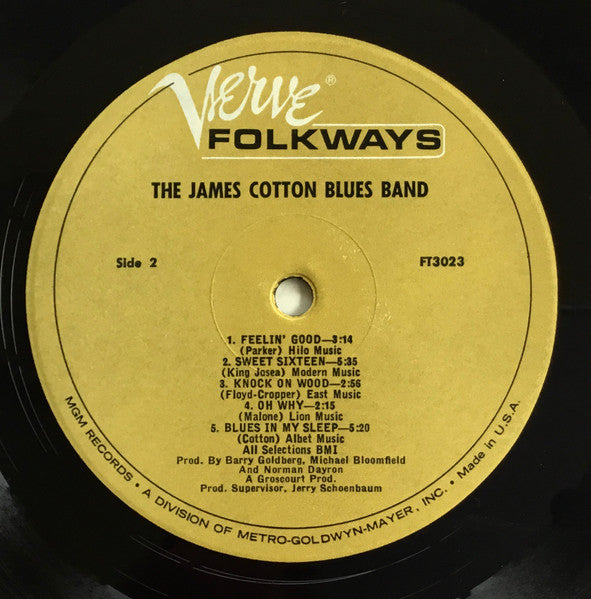 Verve®
FOLKWAYS
THE JAMES COTTON BLUES BAND
Side 2
FT3023
1. FEELIN' GOOD—3:14
(Parker) Hilo Music
2. SWEET SIXTEEN—5:35
(King Josea) Modern Music
3. KNOCK ON WOOD—2:56
(Floyd-Cropper) East Music
4. OH WHY—2:15
(Malone) Lion Music
5. BLUES IN MY SLEEP—5:20
(Cotton) Albet Music
All Selections BMI
Prod. By Barry Goldberg, Michael Bloomfield
And Norman Dayron
A Groscourt Prod.
Prod. Supervisor, Jerry Schoenbaum
MGM RECORDS • A DIVISION OF METRO-GOLDWYN-MAYER, INC. • Made in U.S.A.